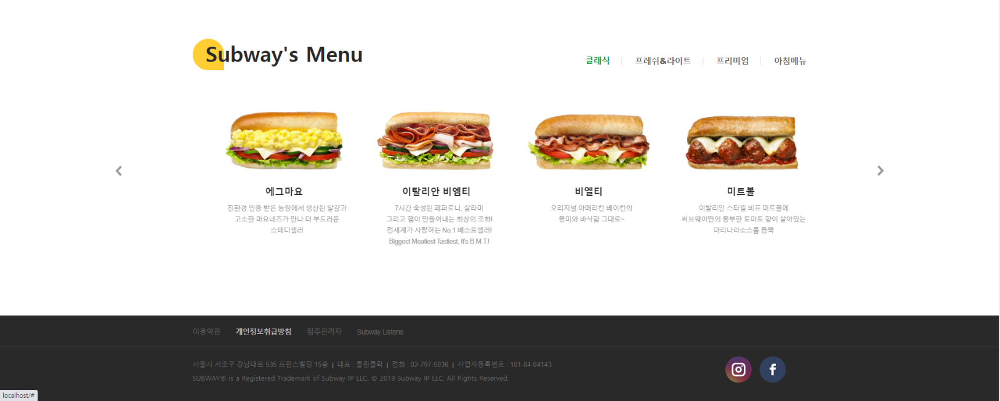 Subway's Menu
클래식
프레쉬&라이트
프리미엄
아침메뉴
에그마요
친환경 인증 받은 농장에서 생산된 달걀과
고소한 마요네즈가 만나 더 부드러운
스테디셀러
이탈리안 비엠티
7시간 숙성된 페퍼로니, 살라미
그리고 햄이 만들어내는 최상의 조화!
전세계가 사랑하는 No.1 베스트셀러!
Biggest Meatiest Tastiest, It's B.M.T.!
비엘티
오리지널 아메리칸 베이컨의
풍미와 바삭함 그대로~
미트볼
이탈리안 스타일 비프 미트볼에
써브웨이만의 풍부한 토마토 향이 살아있는
마리나라소스를 듬뿍
이용약관 개인정보취급방침 점주관리자 Subway Listens
서울시 서초구 강남대로 535 프린스빌딩 15층 | 대표 : 콜린클락 | 전화 : 02-797-5036 | 사업자등록번호 : 101-84-04143
SUBWAY® is a Registered Trademark of Subway IP LLC. © 2019 Subway IP LLC. All Rights Reserved.
localhost/#